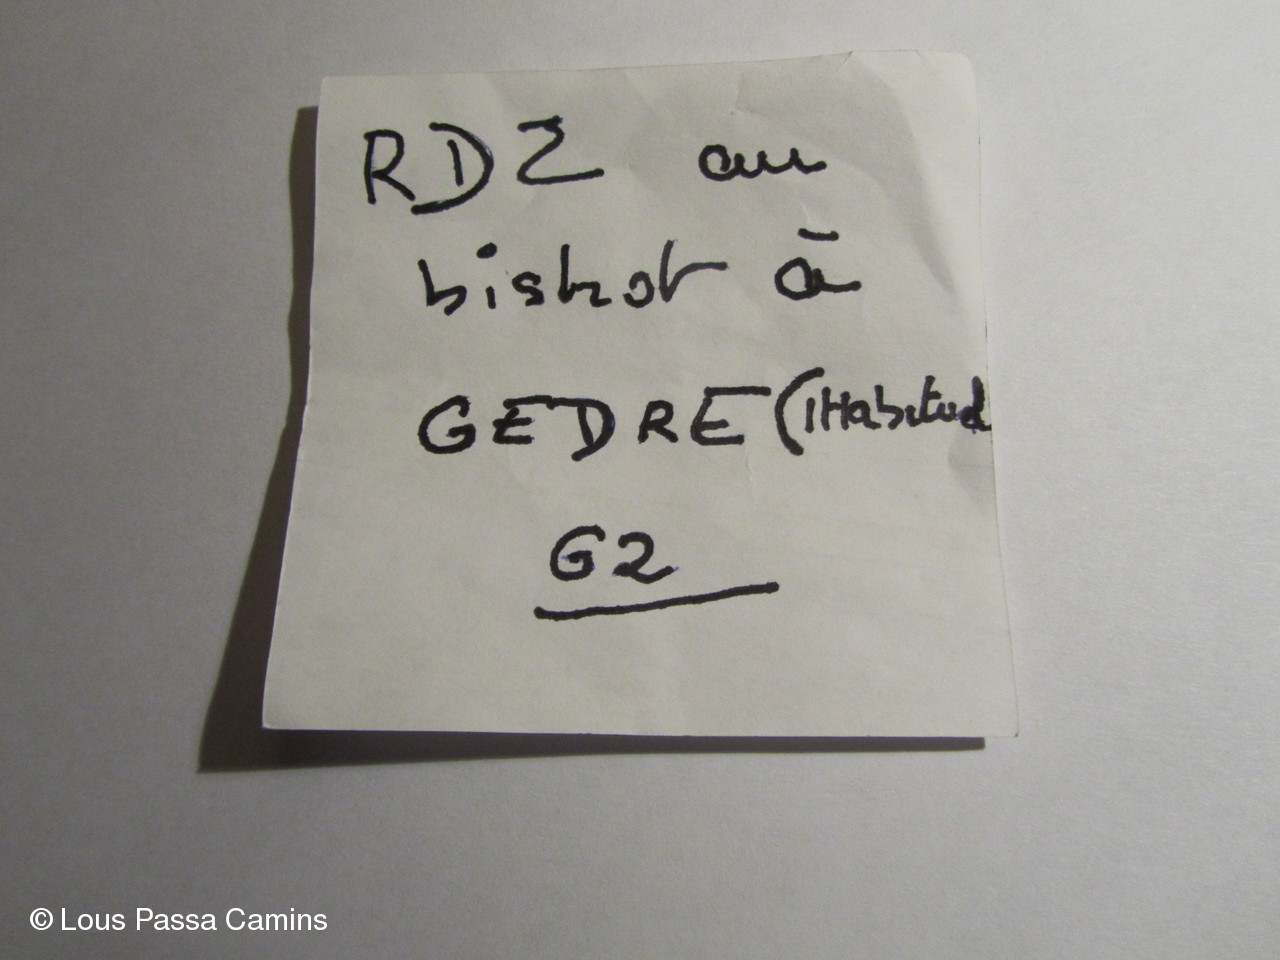 RDZ au
bistrot à
GEDRE (Habitud
G2
© Lous Passa Camins